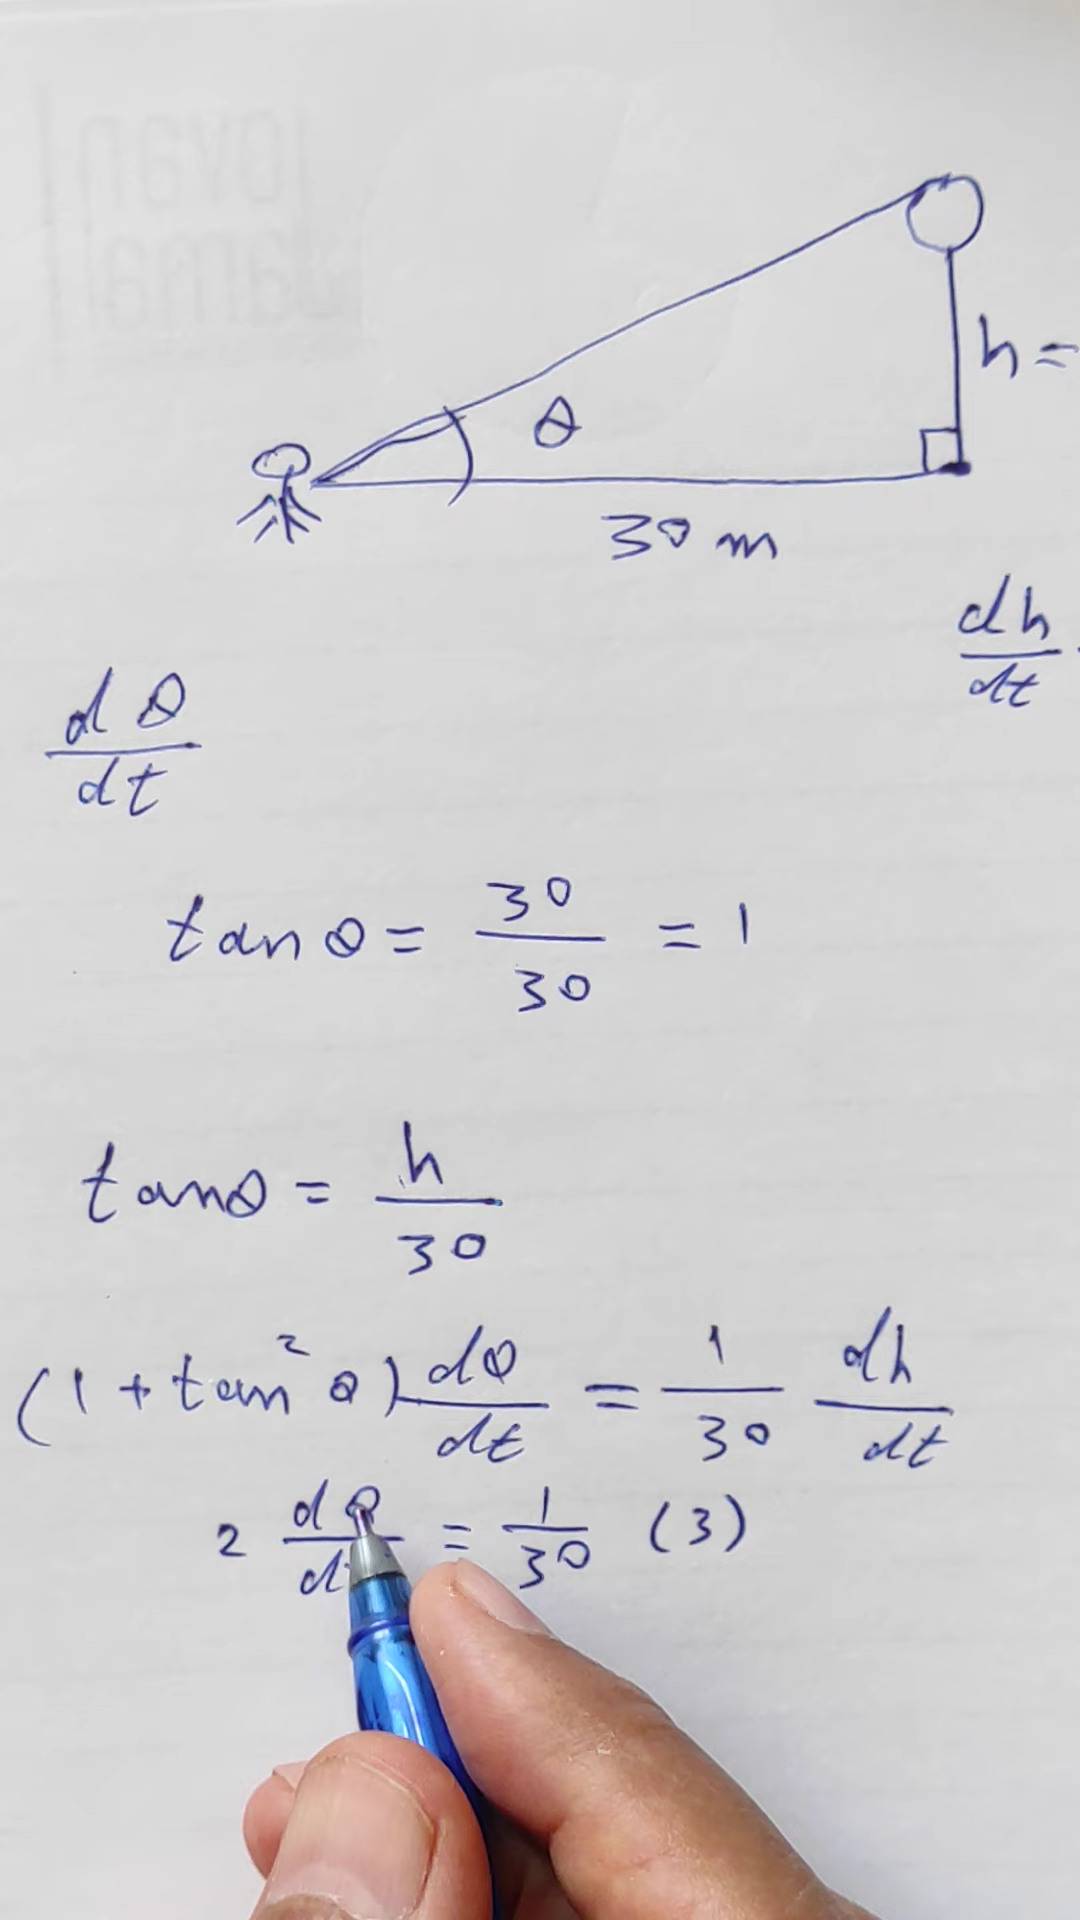 θ
h =
30 m
dh/dt
dθ/dt
tan θ = 30/30 = 1
tanθ = h/30
(1 + tan² θ) dθ/dt = 1/30 dh/dt
2 dθ/dt = 1/30 (3)